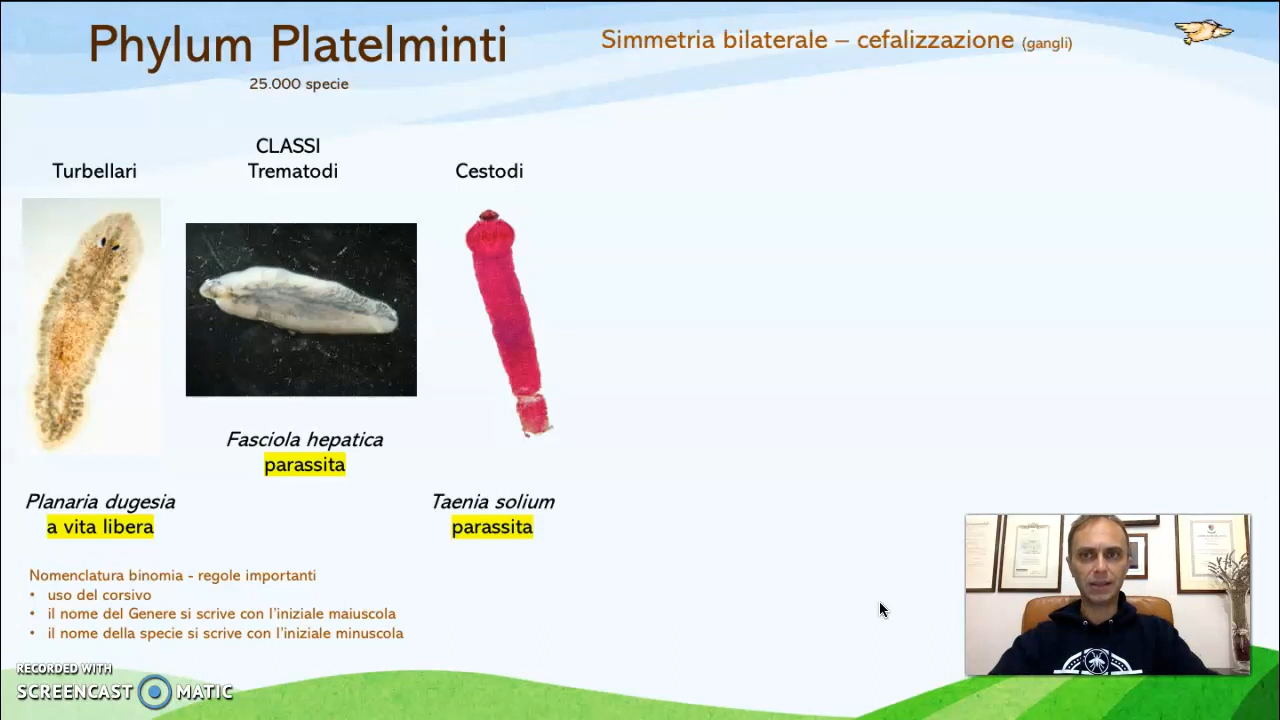 Phylum Platelminti
25.000 specie
Simmetria bilaterale – cefalizzazione (gangli)
CLASSI
Turbellari
Trematodi
Cestodi
Fasciola hepatica
parassita
Planaria dugesia
a vita libera
Taenia solium
parassita
Nomenclatura binomia - regole importanti
• uso del corsivo
• il nome del Genere si scrive con l'iniziale maiuscola
• il nome della specie si scrive con l'iniziale minuscola
RECORDED WITH
SCREENCAST MATIC